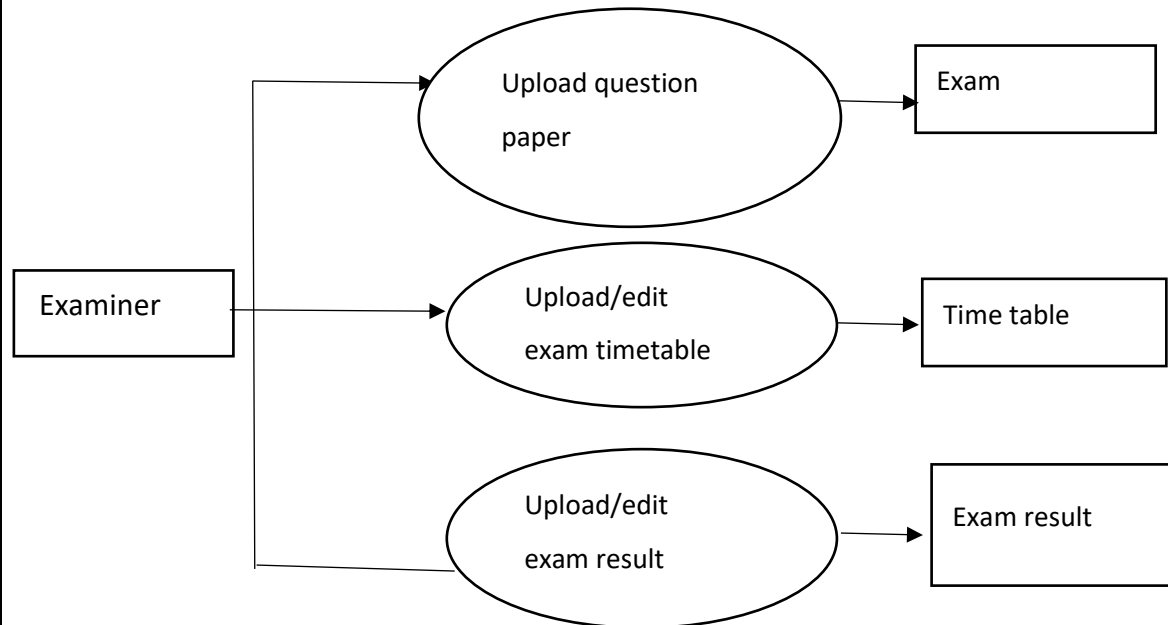 Upload question
paper
Exam
Examiner
Upload/edit
exam timetable
Time table
Upload/edit
exam result
Exam result